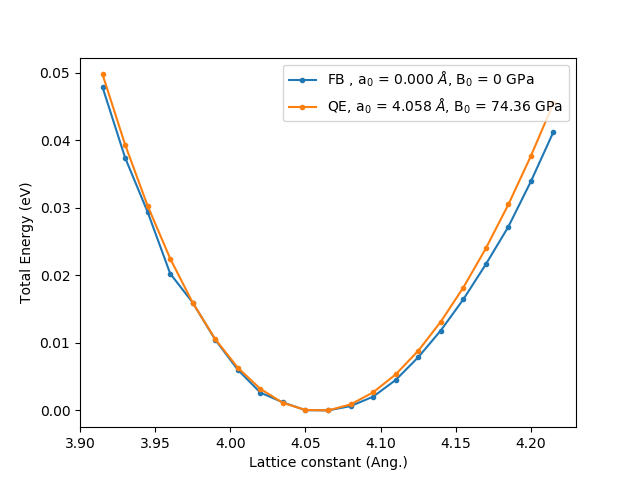 FB , a₀ = 0.000 Å, B₀ = 0 GPa
QE, a₀ = 4.058 Å, B₀ = 74.36 GPa
Total Energy (eV)
0.05
0.04
0.03
0.02
0.01
0.00
3.90 3.95 4.00 4.05 4.10 4.15 4.20
Lattice constant (Ang.)